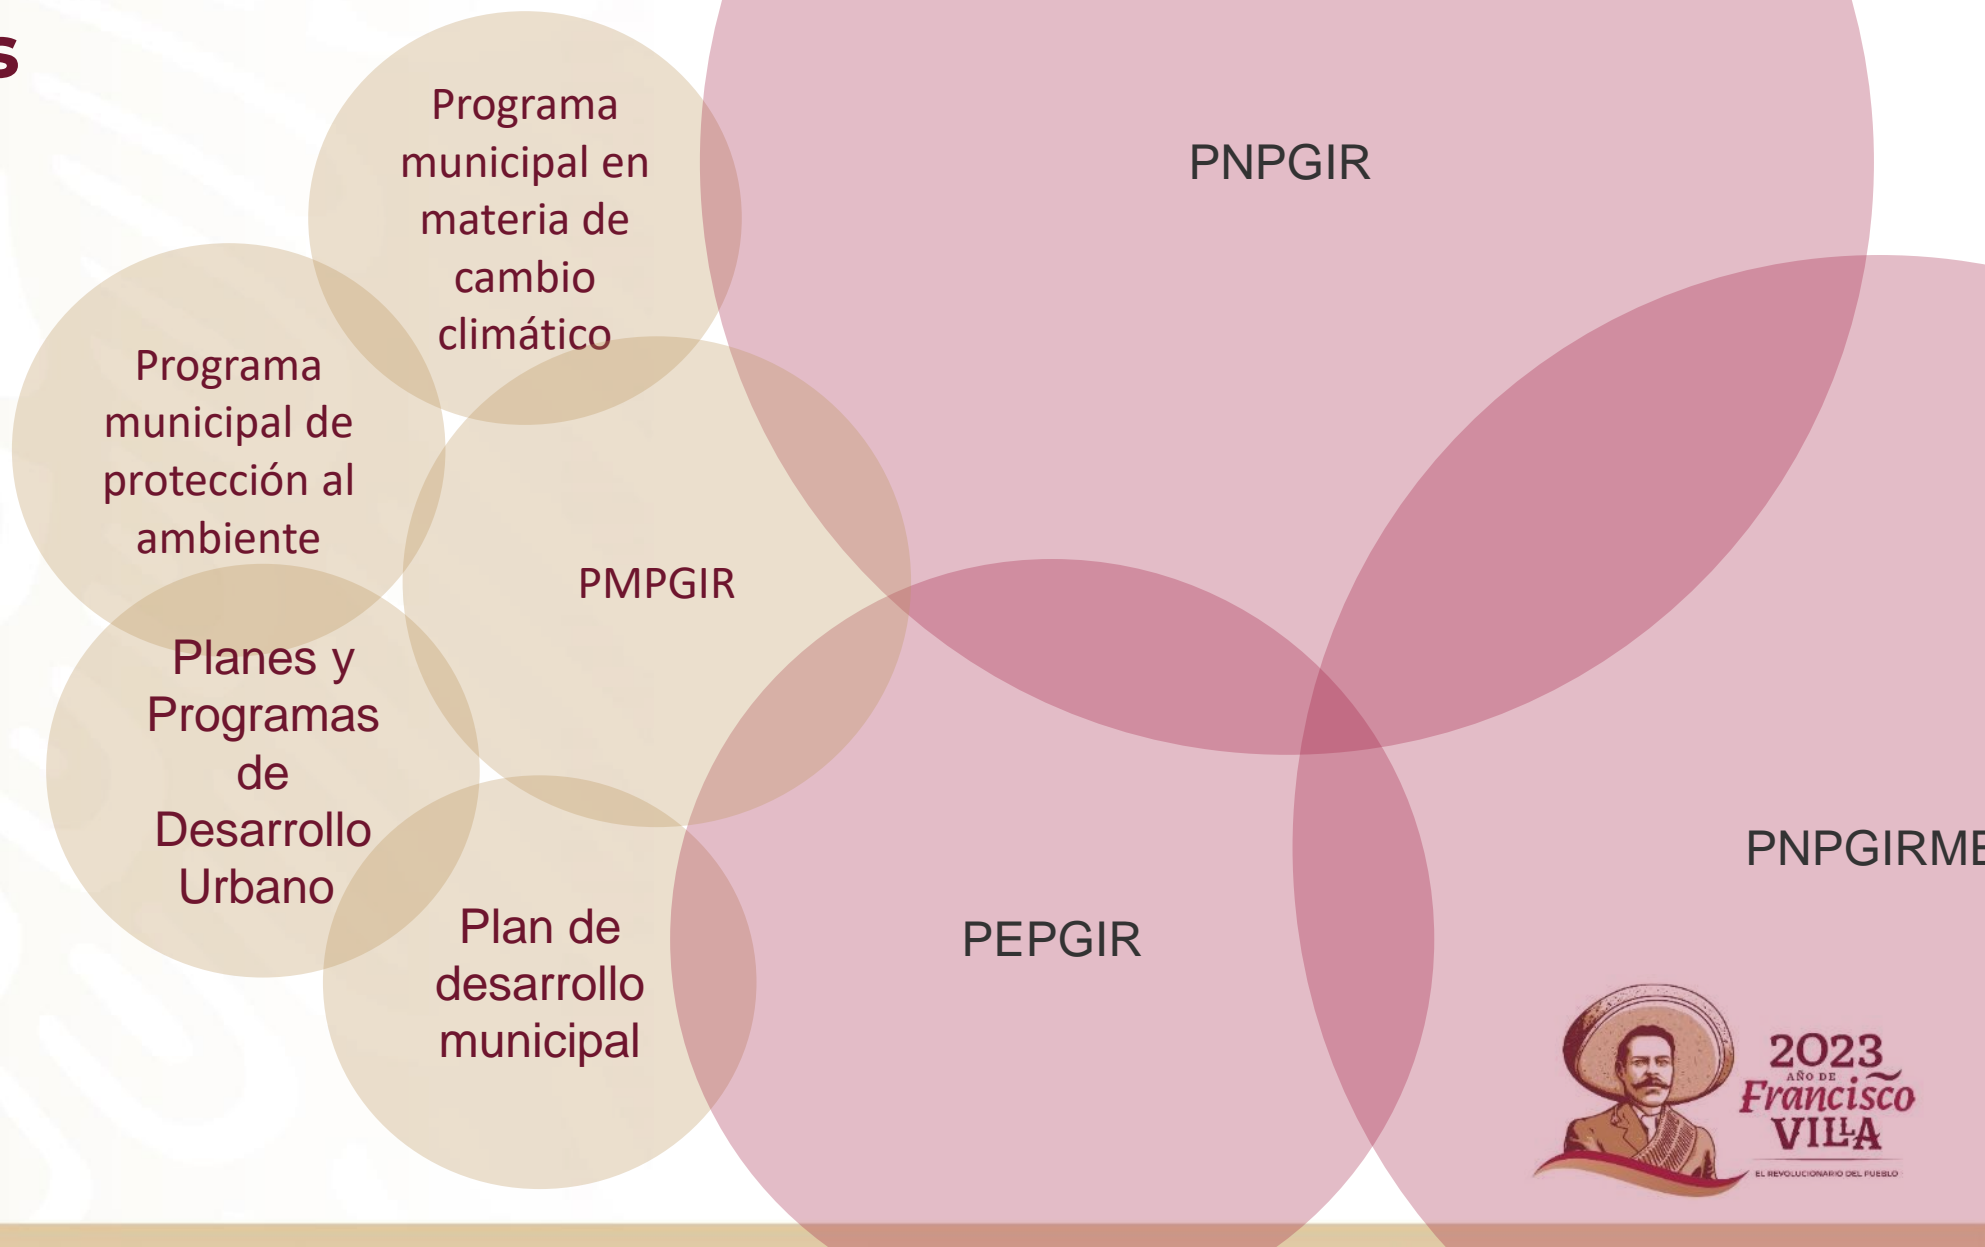 s
Programa
municipal en
materia de
cambio
climático
PNPGIR
Programa
municipal de
protección al
ambiente
PMPGIR
Planes y
Programas
de
Desarrollo
Urbano
Plan de
desarrollo
municipal
PEPGIR
PNPGIRME
2023
AÑO DE
Francisco
VILLA
EL REVOLUCIONARIO DEL PUEBLO